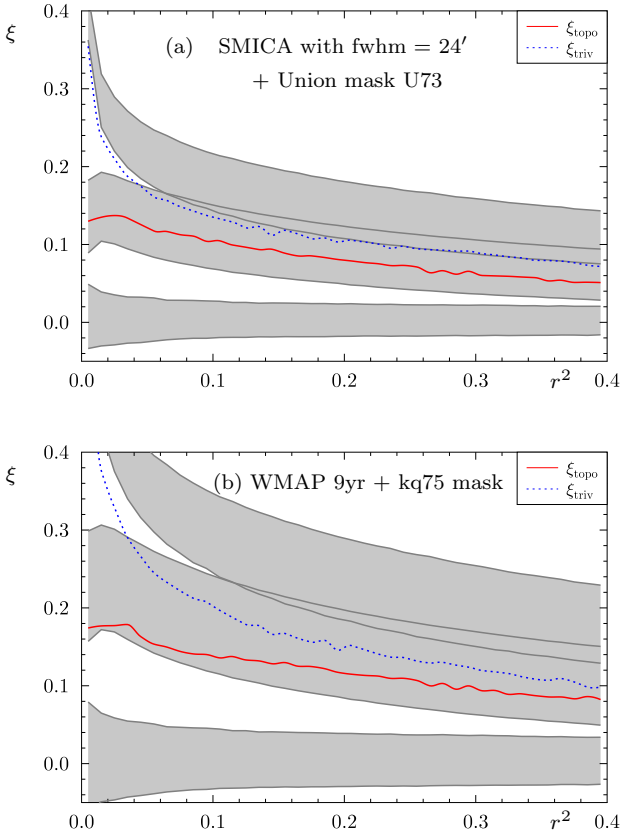 ξ
0.4
0.3
0.2
0.1
0.0
(a) SMICA with fwhm = 24′
+ Union mask U73
ξtopo
ξtriv
0.0 0.1 0.2 0.3 r² 0.4
ξ
0.4
0.3
0.2
0.1
0.0
(b) WMAP 9yr + kq75 mask
ξtopo
ξtriv
0.0 0.1 0.2 0.3 r² 0.4